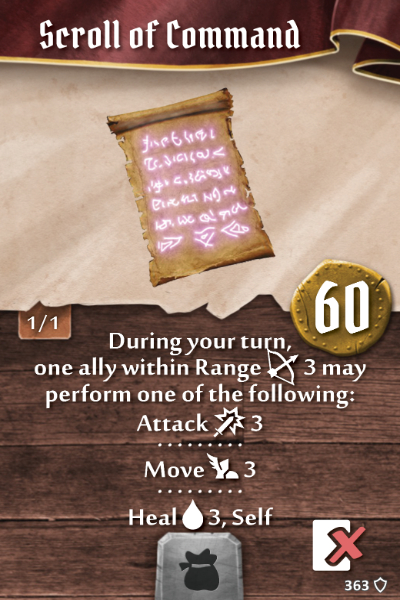 Scroll of Command
1/1
60
During your turn,
one ally within Range 3 may
perform one of the following:
Attack 3
Move 3
Heal 3, Self
363